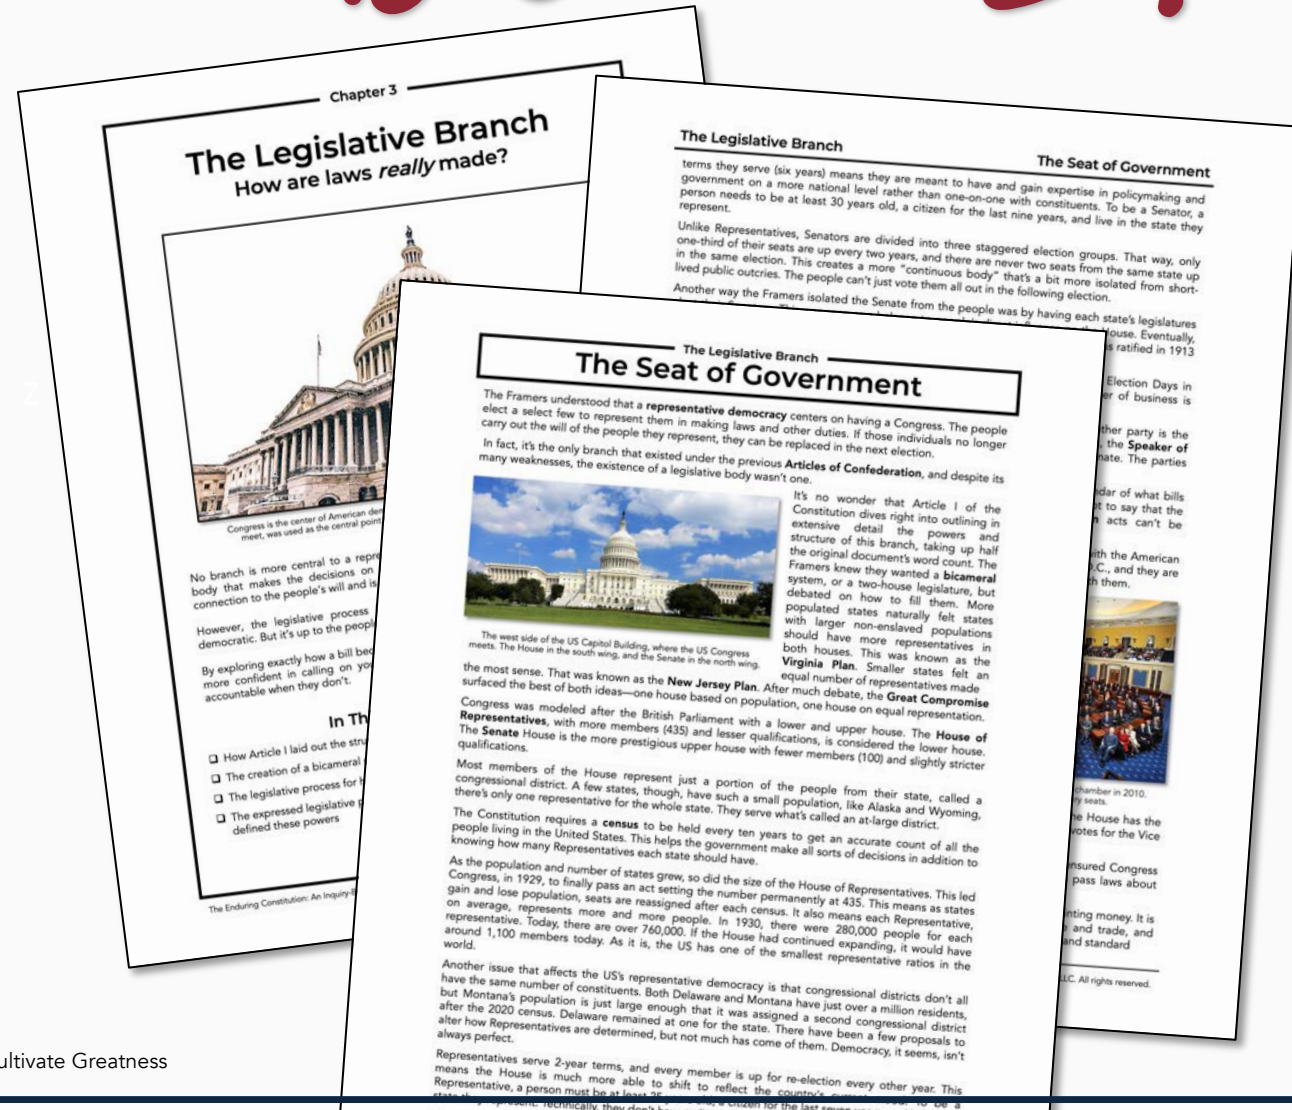 Chapter 3
The Legislative Branch
How are laws really made?
Congress is the center of American
meet, was used as the central point
No branch is more central to a
body that makes the decisions on
connection to the people's will and is
However, the legislative process
democratic. But it's up to the
By exploring exactly how a bill
more confident in calling on
accountable when they don't.
In
❑ How Article I laid out the
❑ The creation of a bicameral
❑ The legislative process for
❑ The expressed legislative
defined these powers
The Enduring Constitution: An
The Legislative Branch The Seat of Government
terms they serve (six years) means they are meant to have and gain expertise in policymaking and
government on a more national level rather than one-on-one with constituents. To be a Senator, a
person needs to be at least 30 years old, a citizen for the last nine years, and live in the state they
represent.
Unlike Representatives, Senators are divided into three staggered election groups. That way, only
one-third of their seats are up every two years, and there are never two seats from the same state up
in the same election. This creates a more "continuous body" that's a bit more isolated from short-
lived public outcries. The people can't just vote them all out in the following election.
Another way the Framers isolated the Senate from the people was by having each state's legislatures
House. Eventually,
ratified in 1913
Election Days in
of business is
party is the
the Speaker of
The parties
of what bills
to say that the
acts can't be
with the American
and they are
them.
chamber in 2010.
seats.
House has the
votes for the Vice
Congress
pass laws about
money. It is
and trade, and
and standard
LLC. All rights reserved.
The Legislative Branch
The Seat of Government
The Framers understood that a representative democracy centers on having a Congress. The people
elect a select few to represent them in making laws and other duties. If those individuals no longer
carry out the will of the people they represent, they can be replaced in the next election.
In fact, it's the only branch that existed under the previous Articles of Confederation, and despite its
many weaknesses, the existence of a legislative body wasn't one.
It's no wonder that Article I of the
Constitution dives right into outlining in
extensive detail the powers and
structure of this branch, taking up half
the original document's word count. The
Framers knew they wanted a bicameral
system, or a two-house legislature, but
debated on how to fill them. More
populated states naturally felt states
with larger non-enslaved populations
should have more representatives in
both houses. This was known as the
Virginia Plan. Smaller states felt an
equal number of representatives made
The west side of the US Capitol Building, where the US Congress
meets. The House in the south wing, and the Senate in the north wing.
the most sense. That was known as the New Jersey Plan. After much debate, the Great Compromise
surfaced the best of both ideas—one house based on population, one house on equal representation.
Congress was modeled after the British Parliament with a lower and upper house. The House of
Representatives, with more members (435) and lesser qualifications, is considered the lower house.
The Senate House is the more prestigious upper house with fewer members (100) and slightly stricter
qualifications.
Most members of the House represent just a portion of the people from their state, called a
congressional district. A few states, though, have such a small population, like Alaska and Wyoming,
there's only one representative for the whole state. They serve what's called an at-large district.
The Constitution requires a census to be held every ten years to get an accurate count of all the
people living in the United States. This helps the government make all sorts of decisions in addition to
knowing how many Representatives each state should have.
As the population and number of states grew, so did the size of the House of Representatives. This led
Congress, in 1929, to finally pass an act setting the number permanently at 435. This means as states
gain and lose population, seats are reassigned after each census. It also means each Representative,
on average, represents more and more people. In 1930, there were 280,000 people for each
representative. Today, there are over 760,000. If the House had continued expanding, it would have
around 1,100 members today. As it is, the US has one of the smallest representative ratios in the
world.
Another issue that affects the US's representative democracy is that congressional districts don't all
have the same number of constituents. Both Delaware and Montana have just over a million residents,
but Montana's population is just large enough that it was assigned a second congressional district
after the 2020 census. Delaware remained at one for the state. There have been a few proposals to
alter how Representatives are determined, but not much has come of them. Democracy, it seems, isn't
always perfect.
Representatives serve 2-year terms, and every member is up for re-election every other year. This
means the House is much more able to shift to reflect the country's
Representative, a person must be at least
Greatness